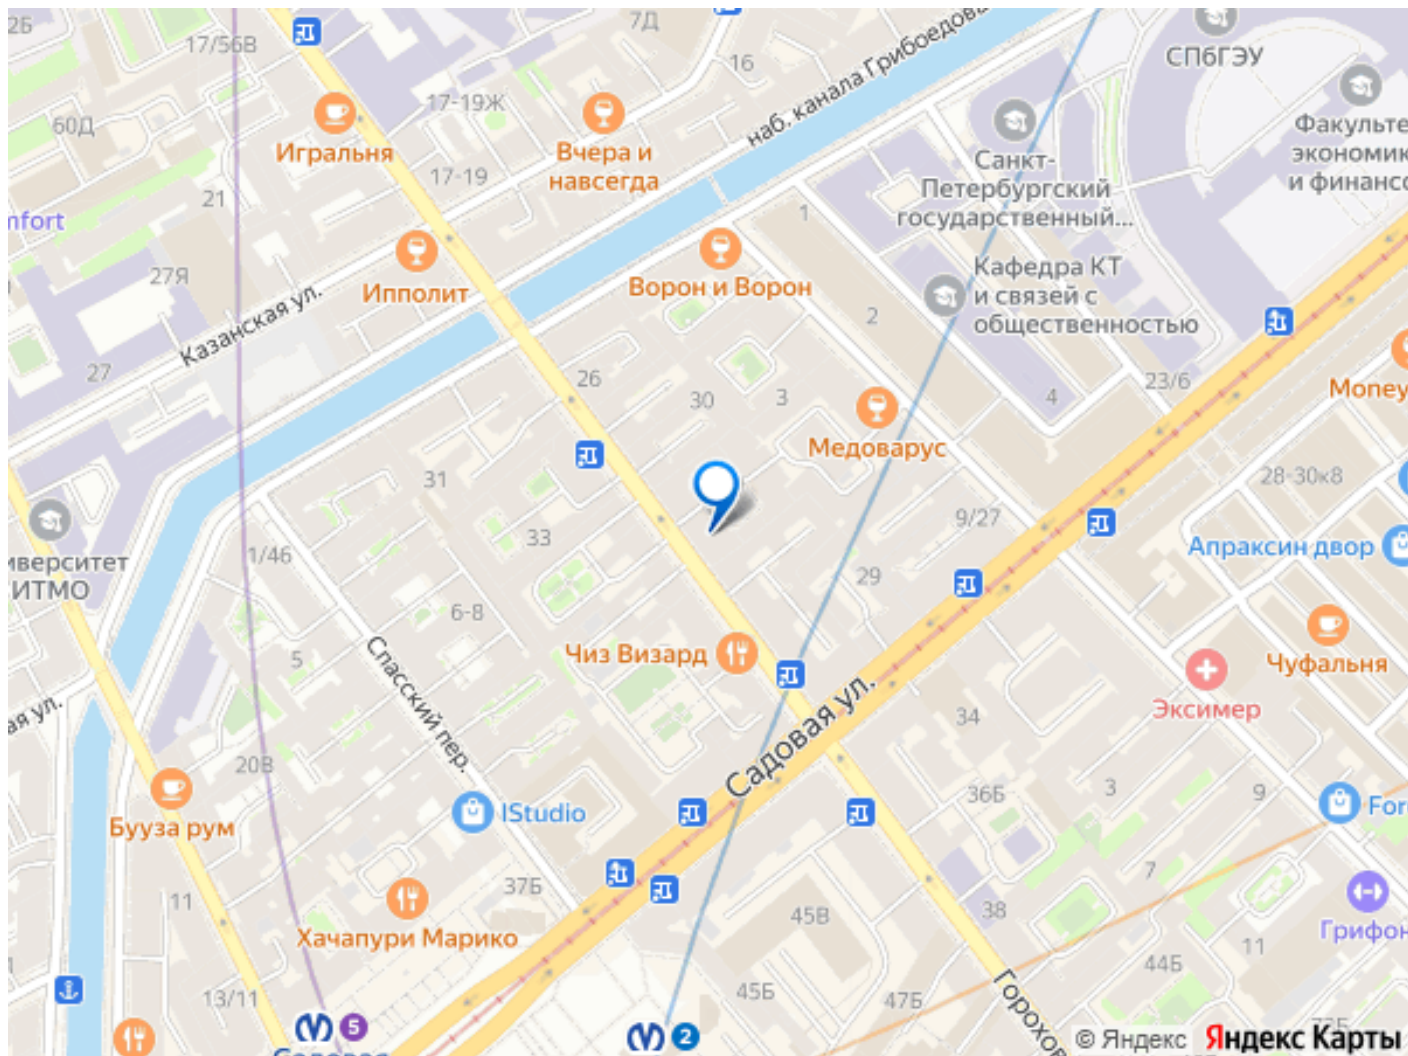 2Б
17/56В
7Д
16
СПбГЭУ
60Д
17-19Ж
наб. канала Грибоедова
Игральня
Вчера и
навсегда
17-19
21
Санкт-
Петербургский
государственный...
Факульте
экономик
и финансо
mfort
1
27Я
Ипполит
Ворон и Ворон
Кафедра КТ
и связей с
общественностью
Казанская ул.
2
27
26
30
3
4
23/6
Money
Медоварус
31
28-30к8
33
9/27
Апраксин двор
иверситет
ИТМО
1/46
29
6-8
5
Спасский пер.
Чиз Визард
Чуфальня
Эксимер
ая ул.
Садовая ул.
34
20В
Бууза рум
IStudio
36Б
3
9
For
7
37Б
11
Хачапури Марико
45В
38
Грифон
11
44Б
13/11
45Б
47Б
Горохов
5
2
© Яндекс
Яндекс Карты